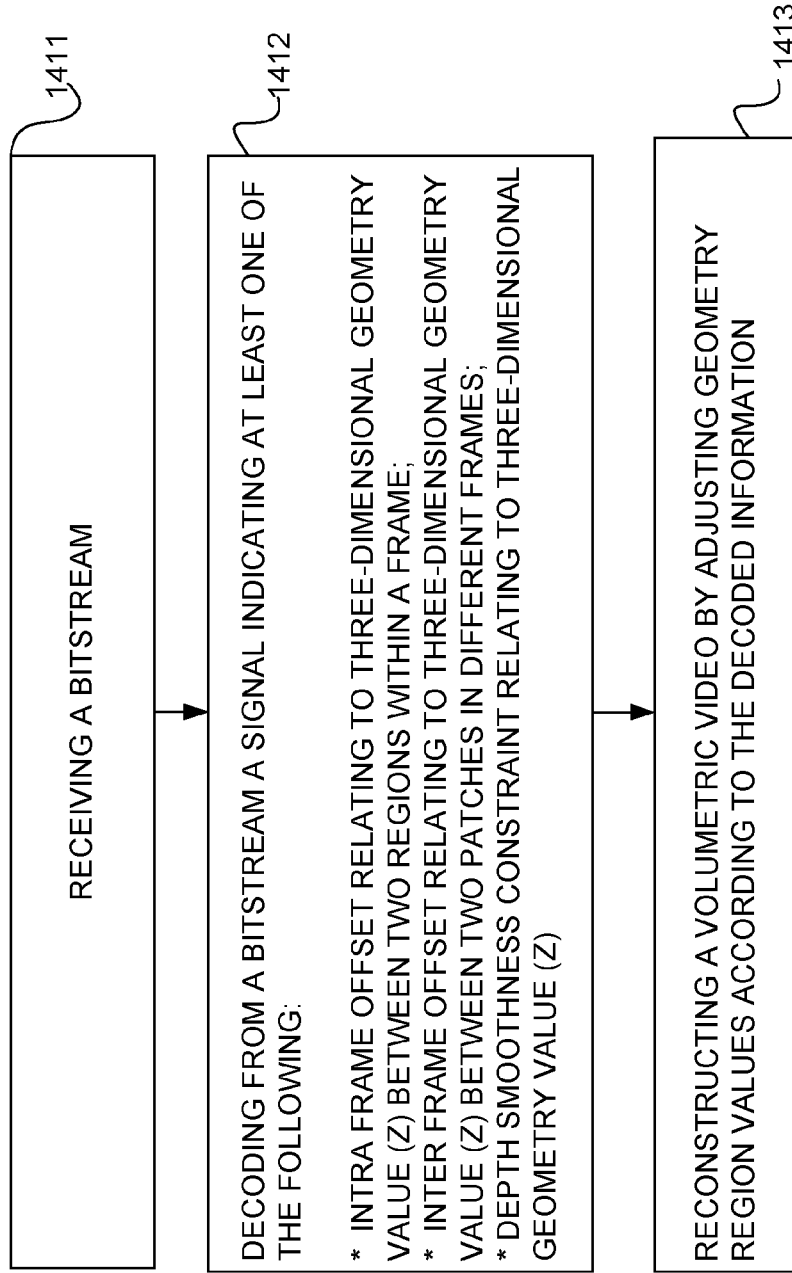 1411
RECEIVING A BITSTREAM
1412
DECODING FROM A BITSTREAM A SIGNAL INDICATING AT LEAST ONE OF
THE FOLLOWING:
* INTRA FRAME OFFSET RELATING TO THREE-DIMENSIONAL GEOMETRY
VALUE (Z) BETWEEN TWO REGIONS WITHIN A FRAME;
* INTER FRAME OFFSET RELATING TO THREE-DIMENSIONAL GEOMETRY
VALUE (Z) BETWEEN TWO PATCHES IN DIFFERENT FRAMES;
* DEPTH SMOOTHNESS CONSTRAINT RELATING TO THREE-DIMENSIONAL
GEOMETRY VALUE (Z)
1413
RECONSTRUCTING A VOLUMETRIC VIDEO BY ADJUSTING GEOMETRY
REGION VALUES ACCORDING TO THE DECODED INFORMATION